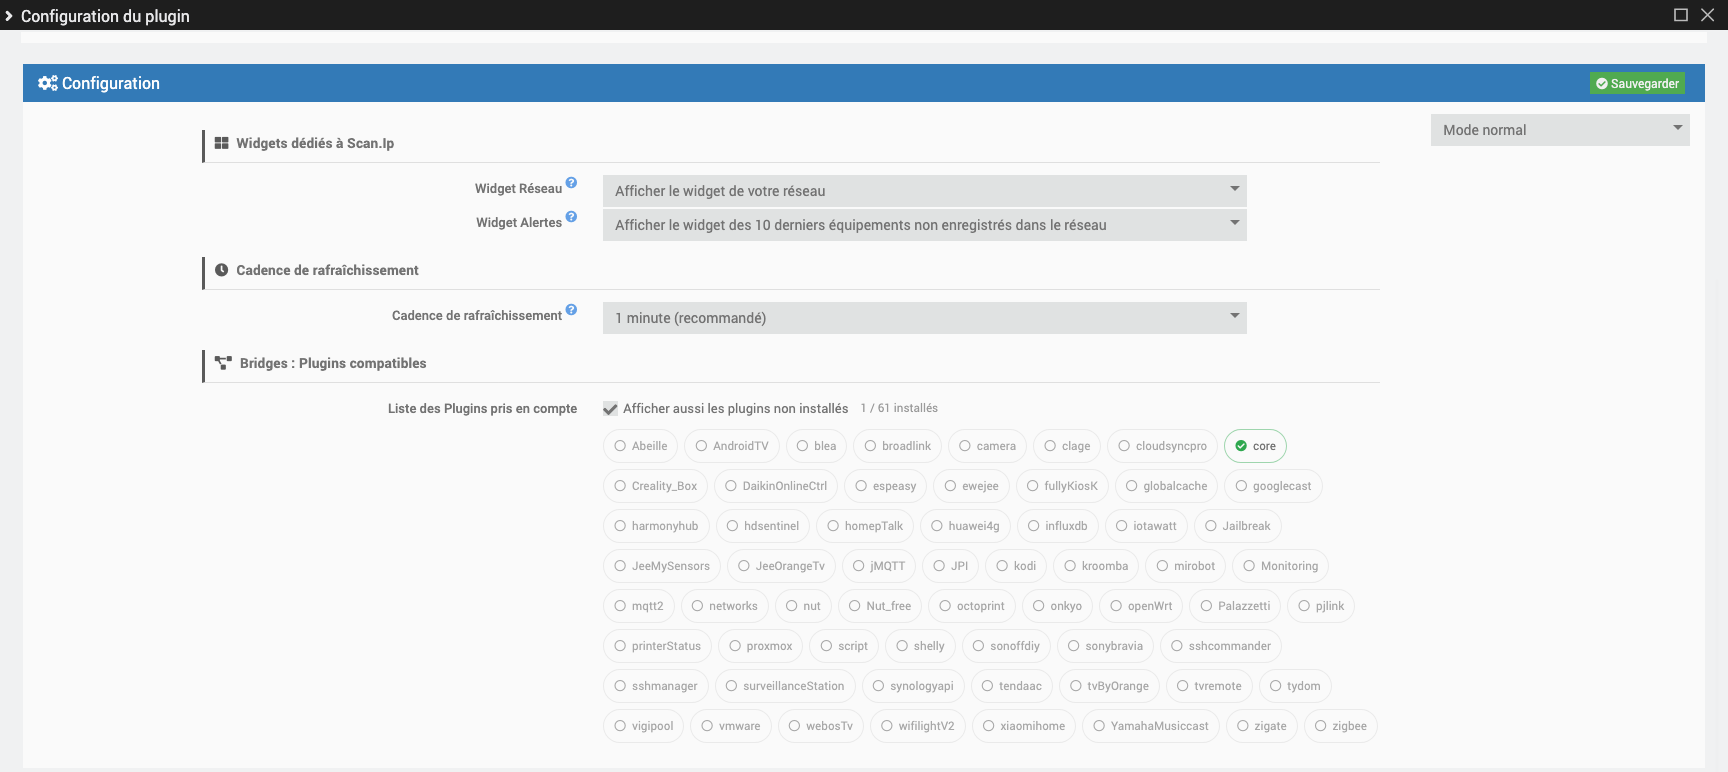 Configuration du plugin
Configuration
Sauvegarder
Mode normal
Widgets dédiés à Scan.Ip
Widget Réseau
Afficher le widget de votre réseau
Widget Alertes
Afficher le widget des 10 derniers équipements non enregistrés dans le réseau
Cadence de rafraîchissement
Cadence de rafraîchissement
1 minute (recommandé)
Bridges : Plugins compatibles
Liste des Plugins pris en compte
Afficher aussi les plugins non installés 1 / 61 installés
Abeille AndroidTV blea broadlink camera clage cloudsyncpro core
Creality_Box DaikinOnlineCtrl espeasy ewejee fullyKiosK globalcache googlecast
harmonyhub hdsentinel homepTalk huawei4g influxdb iotawatt Jailbreak
JeeMySensors JeeOrangeTv jMQTT JPI kodi kroomba mirobot Monitoring
mqtt2 networks nut Nut_free octoprint onkyo openWrt Palazzetti pjlink
printerStatus proxmox script shelly sonoffdiy sonybravia sshcommander
sshmanager surveillanceStation synologyapi tendaac tvByOrange tvremote tydom
vigipool vmware webosTv wifilightV2 xiaomihome YamahaMusiccast zigate zigbee